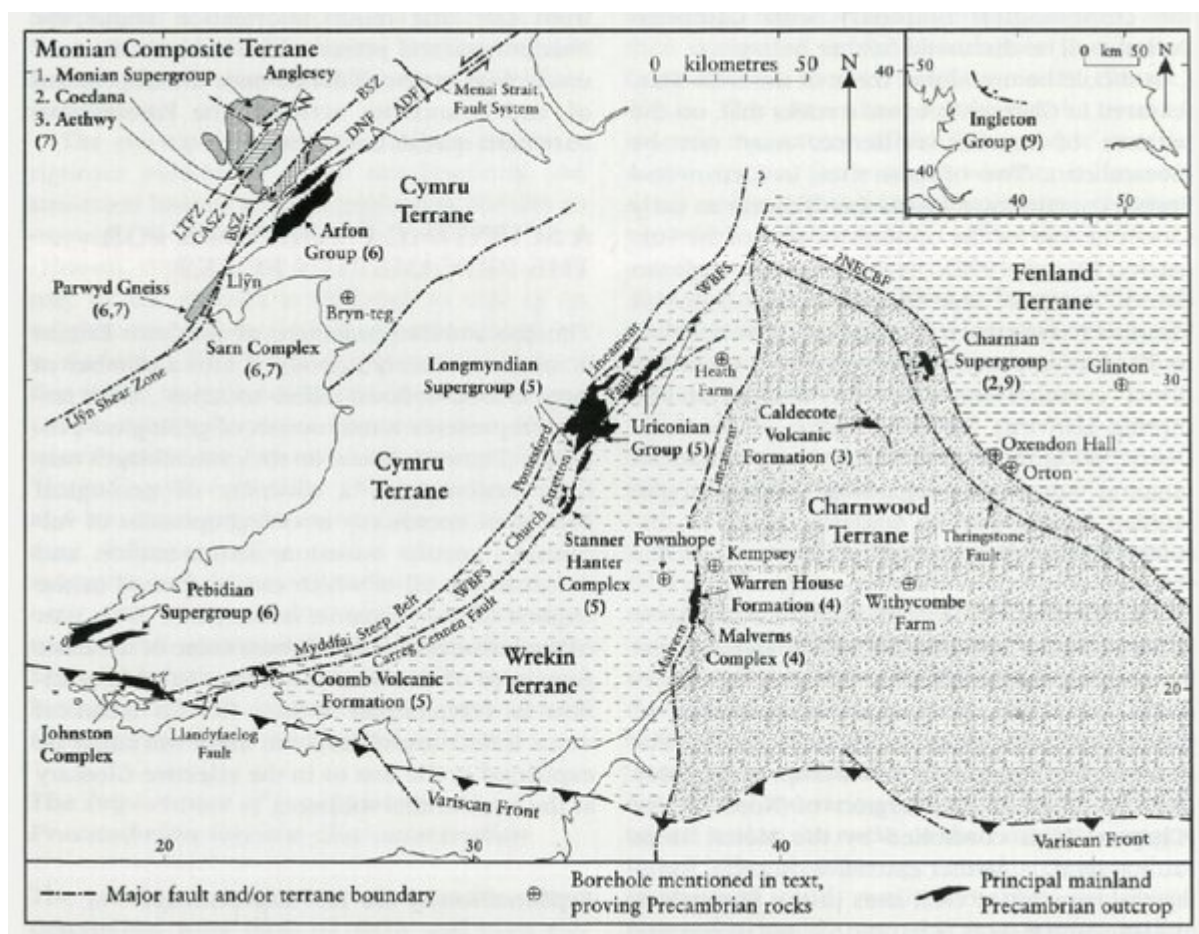 Monian Composite Terrane
1. Monian Supergroup
2. Coedana
3. Aethwy
(7)
Anglesey
BSZ
ADF
DNF
Menai Strait
Fault System
0 kilometres 50 N
0 km 50 N
50
Ingleton
Group (9)
40
40
50
LTFZ
CASZ
BSZ
Cymru
Terrane
Arfon
Group (6)
Llŷn
Parwyd Gneiss
(6,7)
Bryn-teg
Sarn Complex
(6,7)
Llŷn Shear Zone
WBFS
?NECBF
Fenland
Terrane
Longmyndian
Supergroup (5)
Lineament
Fault
Heath
Farm
Charnian
Supergroup
(2,9)
Glinton
30
Uriconian
Group (5)
Caldecote
Volcanic
Formation (3)
Oxendon Hall
Orton
Pontesford
Lineament
Cymru
Terrane
Church Stretton
Charnwood
Terrane
Thringstone
Fault
Stanner
Hanter
Complex
(5)
Fownhope
Kempsey
Warren House
Formation (4)
Withycombe
Farm
Pebidian
Supergroup (6)
Myddfai Steep Belt
WBFS
Carreg Cennen Fault
Malvern
Malverns
Complex (4)
Wrekin
Terrane
Coomb Volcanic
Formation (5)
20
Johnston
Complex
Llandyfaelog
Fault
Variscan Front
Variscan Front
20
30
40
Major fault and/or terrane boundary
Borehole mentioned in text,
proving Precambrian rocks
Principal mainland
Precambrian outcrop